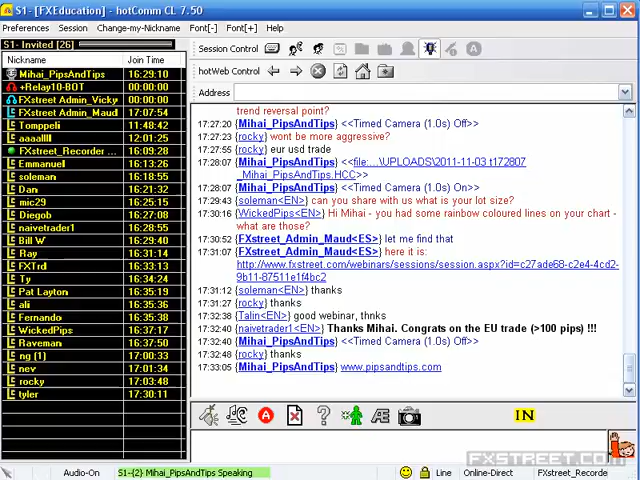 S1- [FXEducation] - hotComm CL 7.50
Preferences Session Change-my-Nickname Font[-] Font[+] Help
S1- Invited [26]
Nickname Join Time
Mihai_PipsAndTips 16:29:10
+Relay10-BOT 00:00:00
FXstreet Admin_Vicky 00:00:00
FXstreet Admin_Maud 17:07:54
Tomppeli 11:48:42
aaaallll 12:01:25
FXstreet_Recorder ... 16:09:38
Emmanuel 16:13:26
soleman 16:21:31
Dan 16:21:32
mic29 16:25:15
Diegob 16:27:08
naivetrader1 16:28:55
Bill W 16:29:40
Ray 16:31:14
FXTrd 16:33:13
Ty 16:34:24
Pat Layton 16:35:18
ali 16:35:36
Fernando 16:35:38
WickedPips 16:37:17
Raveman 16:37:50
ng (1) 17:00:33
nev 17:01:34
rocky 17:03:48
tyler 17:30:11
Session Control
A
hotWeb Control
Address
trend reversal point?
17:27:20 {Mihai_PipsAndTips} <<Timed Camera (1.0s) Off>>
17:27:23 {rocky} wont be more aggressive?
17:27:55 {rocky} eur usd trade
17:28:07 {Mihai_PipsAndTips} <<file:...\UPLOADS\2011-11-03 t172807
_Mihai_PipsAndTips.HCC>>
17:28:07 {Mihai_PipsAndTips} <<Timed Camera (1.0s) On>>
17:29:43 {soleman<EN>} can you share with us what is your lot size?
17:30:16 {WickedPips<EN>} Hi Mihai - you had some rainbow coloured lines on your chart -
what are those?
17:30:52 {FXstreet_Admin_Maud<ES>} let me find that
17:31:07 {FXstreet_Admin_Maud<ES>} here it is:
http://www.fxstreet.com/webinars/sessions/session.aspx?id=c27ade68-c2e4-4cd2-
9b11-87511e1f4bc2
17:31:12 {soleman<EN>} thanks
17:31:27 {rocky} thanks
17:32:35 {Talin<EN>} good webinar, thnks
17:32:40 {naivetrader1<EN>} Thanks Mihai. Congrats on the EU trade (>100 pips) !!!
17:32:40 {Mihai_PipsAndTips} <<Timed Camera (1.0s) Off>>
17:32:48 {rocky} thanks
17:33:05 {Mihai_PipsAndTips} www.pipsandtips.com
A ? Æ IN
FXSTREET.COM
Audio-On S1-{2} Mihai_PipsAndTips Speaking Line Online-Direct FXstreet_Recorde